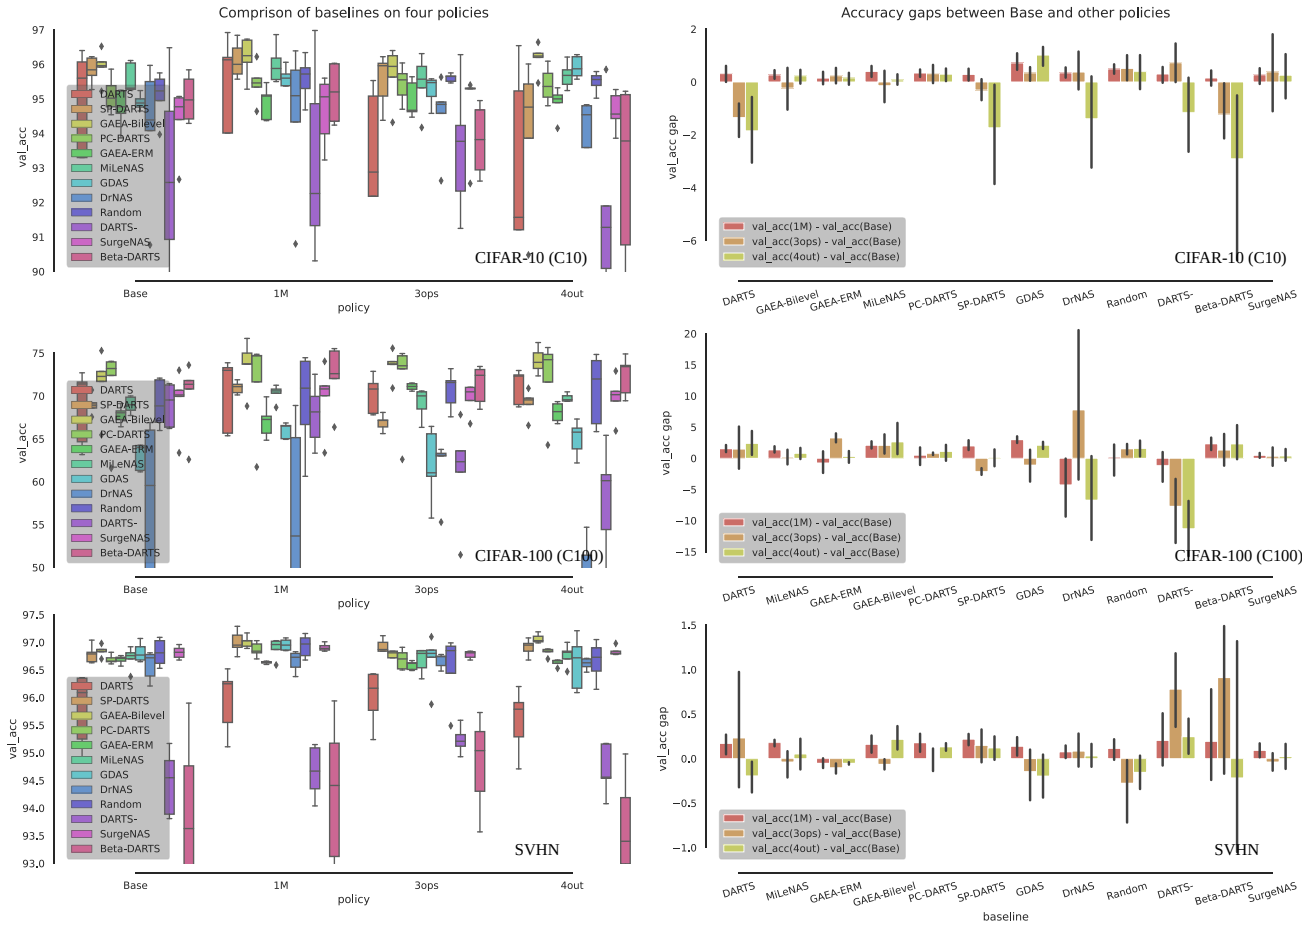 Comprison of baselines on four policies
97
96
95
94
93
92
91
90
val_acc
DARTS
SP-DARTS
GAEA-Bilevel
PC-DARTS
GAEA-ERM
MiLeNAS
GDAS
DrNAS
Random
DARTS-
SurgeNAS
Beta-DARTS
CIFAR-10 (C10)
Base 1M 3ops 4out
policy
Accuracy gaps between Base and other policies
2
0
−2
−4
−6
val_acc gap
val_acc(1M) - val_acc(Base)
val_acc(3ops) - val_acc(Base)
val_acc(4out) - val_acc(Base)
CIFAR-10 (C10)
DARTS GAEA-Bilevel GAEA-ERM MiLeNAS PC-DARTS SP-DARTS GDAS DrNAS Random DARTS- Beta-DARTS SurgeNAS
75
70
65
60
55
50
val_acc
DARTS
SP-DARTS
GAEA-Bilevel
PC-DARTS
GAEA-ERM
MiLeNAS
GDAS
DrNAS
Random
DARTS-
SurgeNAS
Beta-DARTS
CIFAR-100 (C100)
Base 1M 3ops 4out
policy
20
15
10
5
0
−5
−10
−15
val_acc gap
val_acc(1M) - val_acc(Base)
val_acc(3ops) - val_acc(Base)
val_acc(4out) - val_acc(Base)
CIFAR-100 (C100)
DARTS MiLeNAS GAEA-ERM GAEA-Bilevel PC-DARTS SP-DARTS GDAS DrNAS Random DARTS- Beta-DARTS SurgeNAS
97.5
97.0
96.5
96.0
95.5
95.0
94.5
94.0
93.5
93.0
val_acc
DARTS
SP-DARTS
GAEA-Bilevel
PC-DARTS
GAEA-ERM
MiLeNAS
GDAS
DrNAS
Random
DARTS-
SurgeNAS
Beta-DARTS
SVHN
Base 1M 3ops 4out
policy
1.5
1.0
0.5
0.0
−0.5
−1.0
val_acc gap
val_acc(1M) - val_acc(Base)
val_acc(3ops) - val_acc(Base)
val_acc(4out) - val_acc(Base)
SVHN
DARTS MiLeNAS GAEA-ERM GAEA-Bilevel PC-DARTS SP-DARTS GDAS DrNAS Random DARTS- Beta-DARTS SurgeNAS
baseline